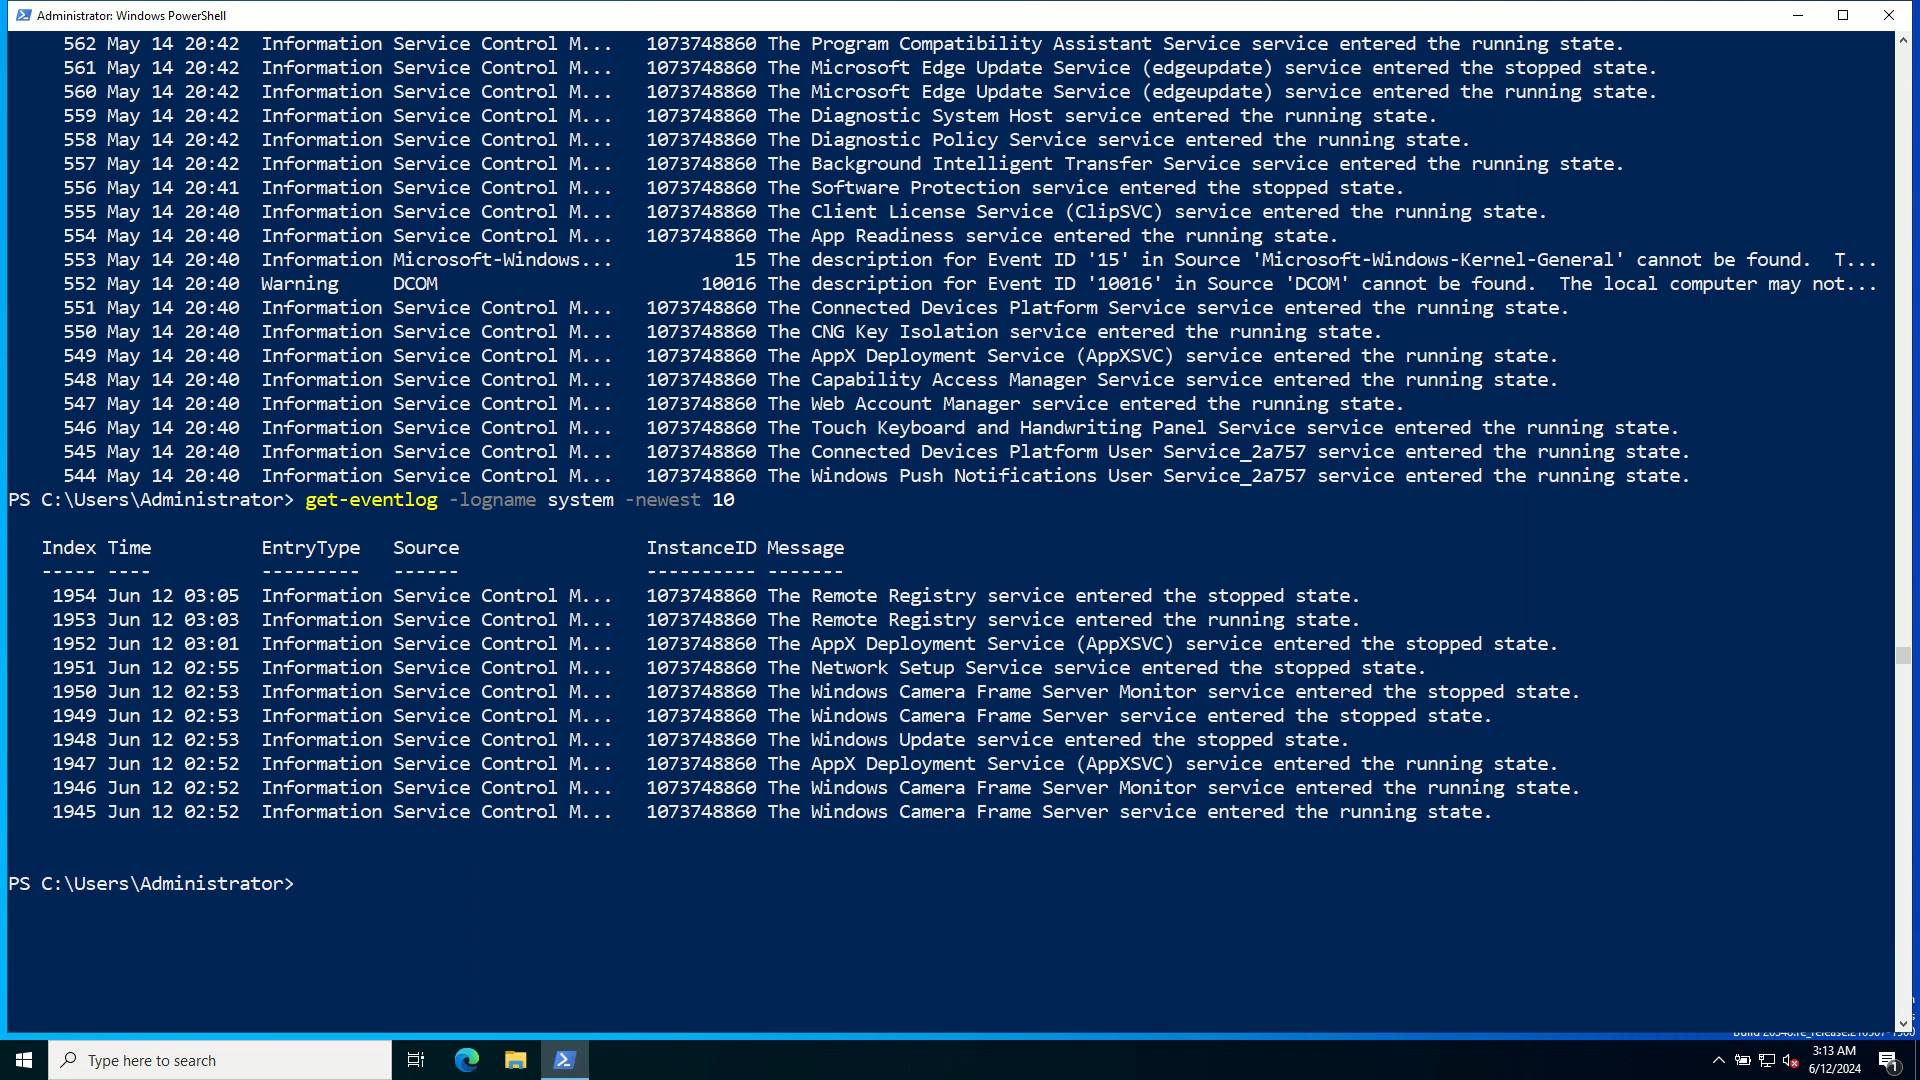 Administrator: Windows PowerShell
562 May 14 20:42  Information Service Control M...   1073748860 The Program Compatibility Assistant Service service entered the running state.
561 May 14 20:42  Information Service Control M...   1073748860 The Microsoft Edge Update Service (edgeupdate) service entered the stopped state.
560 May 14 20:42  Information Service Control M...   1073748860 The Microsoft Edge Update Service (edgeupdate) service entered the running state.
559 May 14 20:42  Information Service Control M...   1073748860 The Diagnostic System Host service entered the running state.
558 May 14 20:42  Information Service Control M...   1073748860 The Diagnostic Policy Service service entered the running state.
557 May 14 20:42  Information Service Control M...   1073748860 The Background Intelligent Transfer Service service entered the running state.
556 May 14 20:41  Information Service Control M...   1073748860 The Software Protection service entered the stopped state.
555 May 14 20:40  Information Service Control M...   1073748860 The Client License Service (ClipSVC) service entered the running state.
554 May 14 20:40  Information Service Control M...   1073748860 The App Readiness service entered the running state.
553 May 14 20:40  Information Microsoft-Windows...           15 The description for Event ID '15' in Source 'Microsoft-Windows-Kernel-General' cannot be found.  T...
552 May 14 20:40  Warning     DCOM                        10016 The description for Event ID '10016' in Source 'DCOM' cannot be found.  The local computer may not...
551 May 14 20:40  Information Service Control M...   1073748860 The Connected Devices Platform Service service entered the running state.
550 May 14 20:40  Information Service Control M...   1073748860 The CNG Key Isolation service entered the running state.
549 May 14 20:40  Information Service Control M...   1073748860 The AppX Deployment Service (AppXSVC) service entered the running state.
548 May 14 20:40  Information Service Control M...   1073748860 The Capability Access Manager Service service entered the running state.
547 May 14 20:40  Information Service Control M...   1073748860 The Web Account Manager service entered the running state.
546 May 14 20:40  Information Service Control M...   1073748860 The Touch Keyboard and Handwriting Panel Service service entered the running state.
545 May 14 20:40  Information Service Control M...   1073748860 The Connected Devices Platform User Service_2a757 service entered the running state.
544 May 14 20:40  Information Service Control M...   1073748860 The Windows Push Notifications User Service_2a757 service entered the running state.
PS C:\Users\Administrator> get-eventlog -logname system -newest 10
Index Time          EntryType   Source                 InstanceID Message
----- ----          ---------   ------                 ---------- -------
1954 Jun 12 03:05  Information Service Control M...   1073748860 The Remote Registry service entered the stopped state.
1953 Jun 12 03:03  Information Service Control M...   1073748860 The Remote Registry service entered the running state.
1952 Jun 12 03:01  Information Service Control M...   1073748860 The AppX Deployment Service (AppXSVC) service entered the stopped state.
1951 Jun 12 02:55  Information Service Control M...   1073748860 The Network Setup Service service entered the stopped state.
1950 Jun 12 02:53  Information Service Control M...   1073748860 The Windows Camera Frame Server Monitor service entered the stopped state.
1949 Jun 12 02:53  Information Service Control M...   1073748860 The Windows Camera Frame Server service entered the stopped state.
1948 Jun 12 02:53  Information Service Control M...   1073748860 The Windows Update service entered the stopped state.
1947 Jun 12 02:52  Information Service Control M...   1073748860 The AppX Deployment Service (AppXSVC) service entered the running state.
1946 Jun 12 02:52  Information Service Control M...   1073748860 The Windows Camera Frame Server Monitor service entered the running state.
1945 Jun 12 02:52  Information Service Control M...   1073748860 The Windows Camera Frame Server service entered the running state.
PS C:\Users\Administrator>
Type here to search
3:13 AM
6/12/2024
1